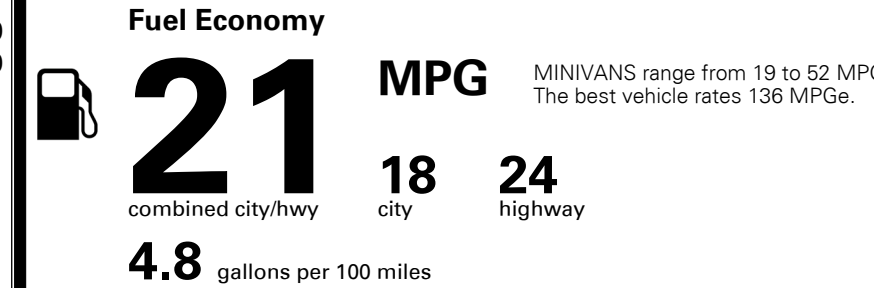 Fuel Economy
21 MPG
MINIVANS range from 19 to 52 MPG
The best vehicle rates 136 MPGe.
18 24
combined city/hwy city highway
4.8 gallons per 100 miles